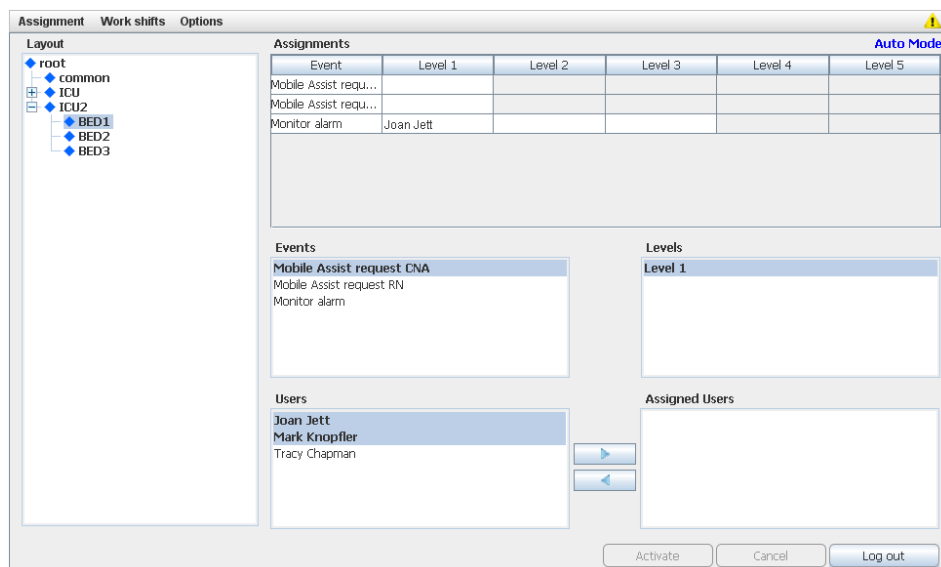 Assignment Work shifts Options
Layout
root
common
ICU
ICU2
BED1
BED2
BED3
Assignments Auto Mode
Event Level 1 Level 2 Level 3 Level 4 Level 5
Mobile Assist requ...
Mobile Assist requ...
Monitor alarm Joan Jett
Events
Mobile Assist request CNA
Mobile Assist request RN
Monitor alarm
Levels
Level 1
Users
Joan Jett
Mark Knopfler
Tracy Chapman
Assigned Users
Activate Cancel Log out